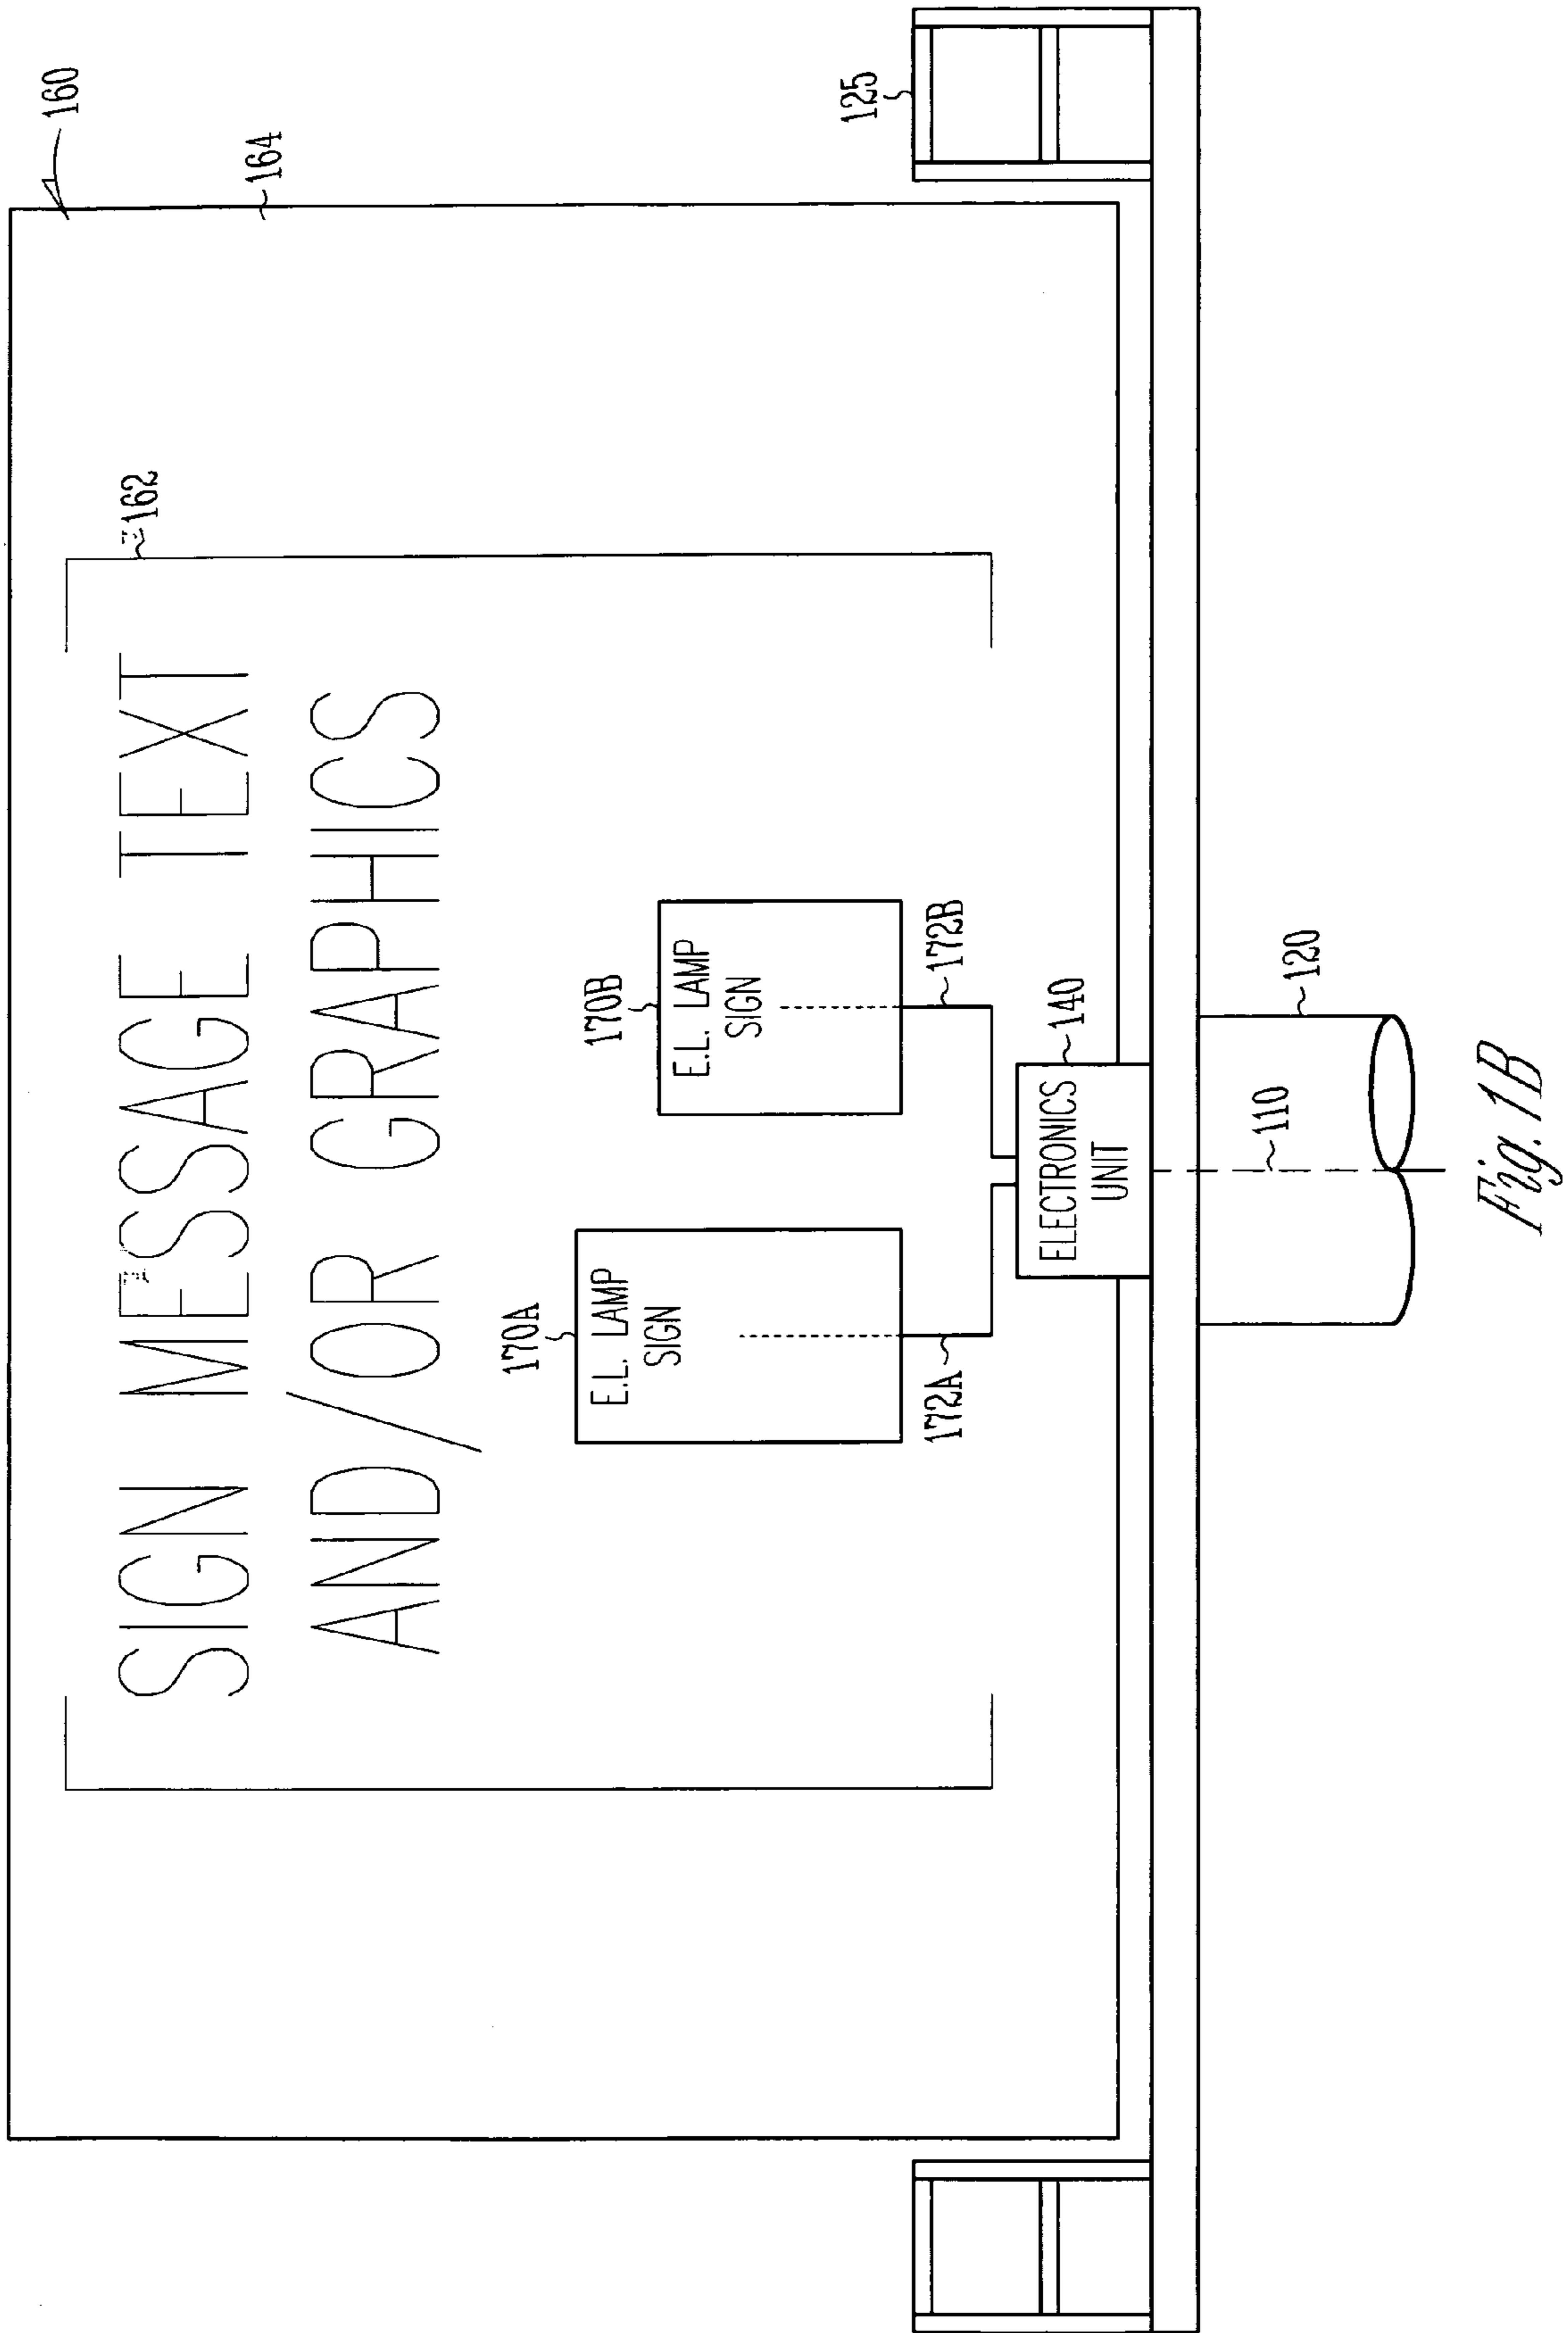 160
164
162
SIGN MESSAGE TEXT
AND/OR GRAPHICS
125
170A
170B
E.L. LAMP
SIGN
E.L. LAMP
SIGN
172A
172B
ELECTRONICS
UNIT
140
110
120
Fig. 1B